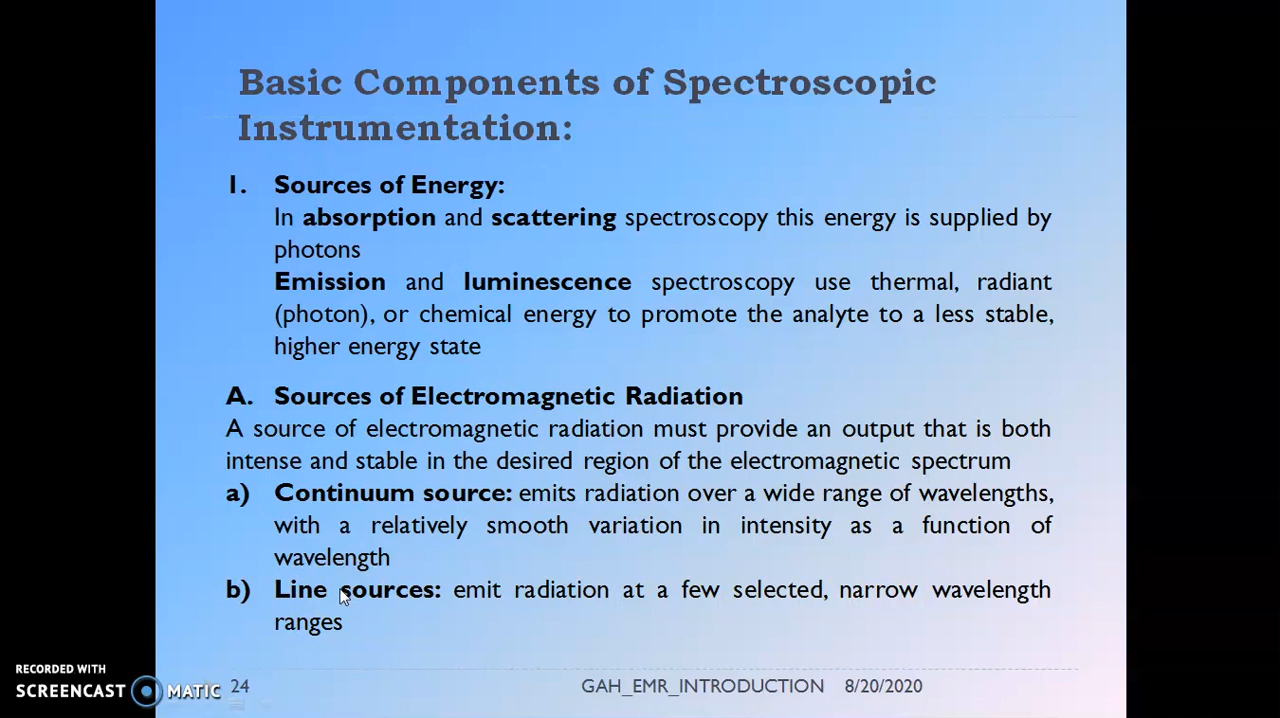 Basic Components of Spectroscopic
Instrumentation:
1. Sources of Energy:
In absorption and scattering spectroscopy this energy is supplied by
photons
Emission and luminescence spectroscopy use thermal, radiant
(photon), or chemical energy to promote the analyte to a less stable,
higher energy state
A. Sources of Electromagnetic Radiation
A source of electromagnetic radiation must provide an output that is both
intense and stable in the desired region of the electromagnetic spectrum
a) Continuum source: emits radiation over a wide range of wavelengths,
with a relatively smooth variation in intensity as a function of
wavelength
b) Line sources: emit radiation at a few selected, narrow wavelength
ranges
RECORDED WITH
SCREENCAST MATIC
24
GAH_EMR_INTRODUCTION 8/20/2020